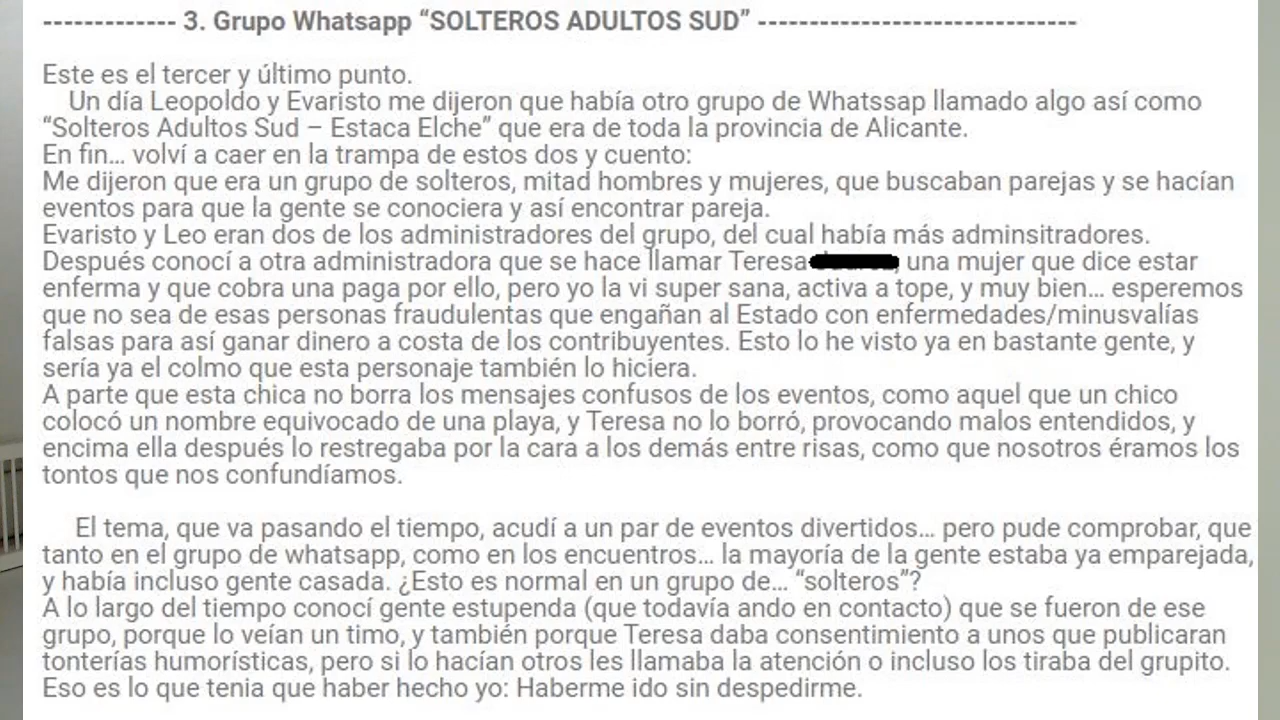 ------------ 3. Grupo Whatsapp “SOLTEROS ADULTOS SUD” -----------------------------
Este es el tercer y último punto.
Un día Leopoldo y Evaristo me dijeron que había otro grupo de Whatssap llamado algo así como
“Solteros Adultos Sud – Estaca Elche” que era de toda la provincia de Alicante.
En fin... volví a caer en la trampa de estos dos y cuento:
Me dijeron que era un grupo de solteros, mitad hombres y mujeres, que buscaban parejas y se hacían
eventos para que la gente se conociera y así encontrar pareja.
Evaristo y Leo eran dos de los administradores del grupo, del cual había más adminsitradores.
Después conocí a otra administradora que se hace llamar Teresa una mujer que dice estar
enferma y que cobra una paga por ello, pero yo la vi super sana, activa a tope, y muy bien... esperemos
que no sea de esas personas fraudulentas que engañan al Estado con enfermedades/minusvalías
falsas para así ganar dinero a costa de los contribuyentes. Esto lo he visto ya en bastante gente, y
sería ya el colmo que esta personaje también lo hiciera.
A parte que esta chica no borra los mensajes confusos de los eventos, como aquel que un chico
colocó un nombre equivocado de una playa, y Teresa no lo borró, provocando malos entendidos, y
encima ella después lo restregaba por la cara a los demás entre risas, como que nosotros éramos los
tontos que nos confundíamos.
El tema, que va pasando el tiempo, acudí a un par de eventos divertidos... pero pude comprobar, que
tanto en el grupo de whatsapp, como en los encuentros... la mayoría de la gente estaba ya emparejada,
y había incluso gente casada. ¿Esto es normal en un grupo de... “solteros”?
A lo largo del tiempo conocí gente estupenda (que todavía ando en contacto) que se fueron de ese
grupo, porque lo veían un timo, y también porque Teresa daba consentimiento a unos que publicaran
tonterías humorísticas, pero si lo hacían otros les llamaba la atención o incluso los tiraba del grupito.
Eso es lo que tenia que haber hecho yo: Haberme ido sin despedirme.